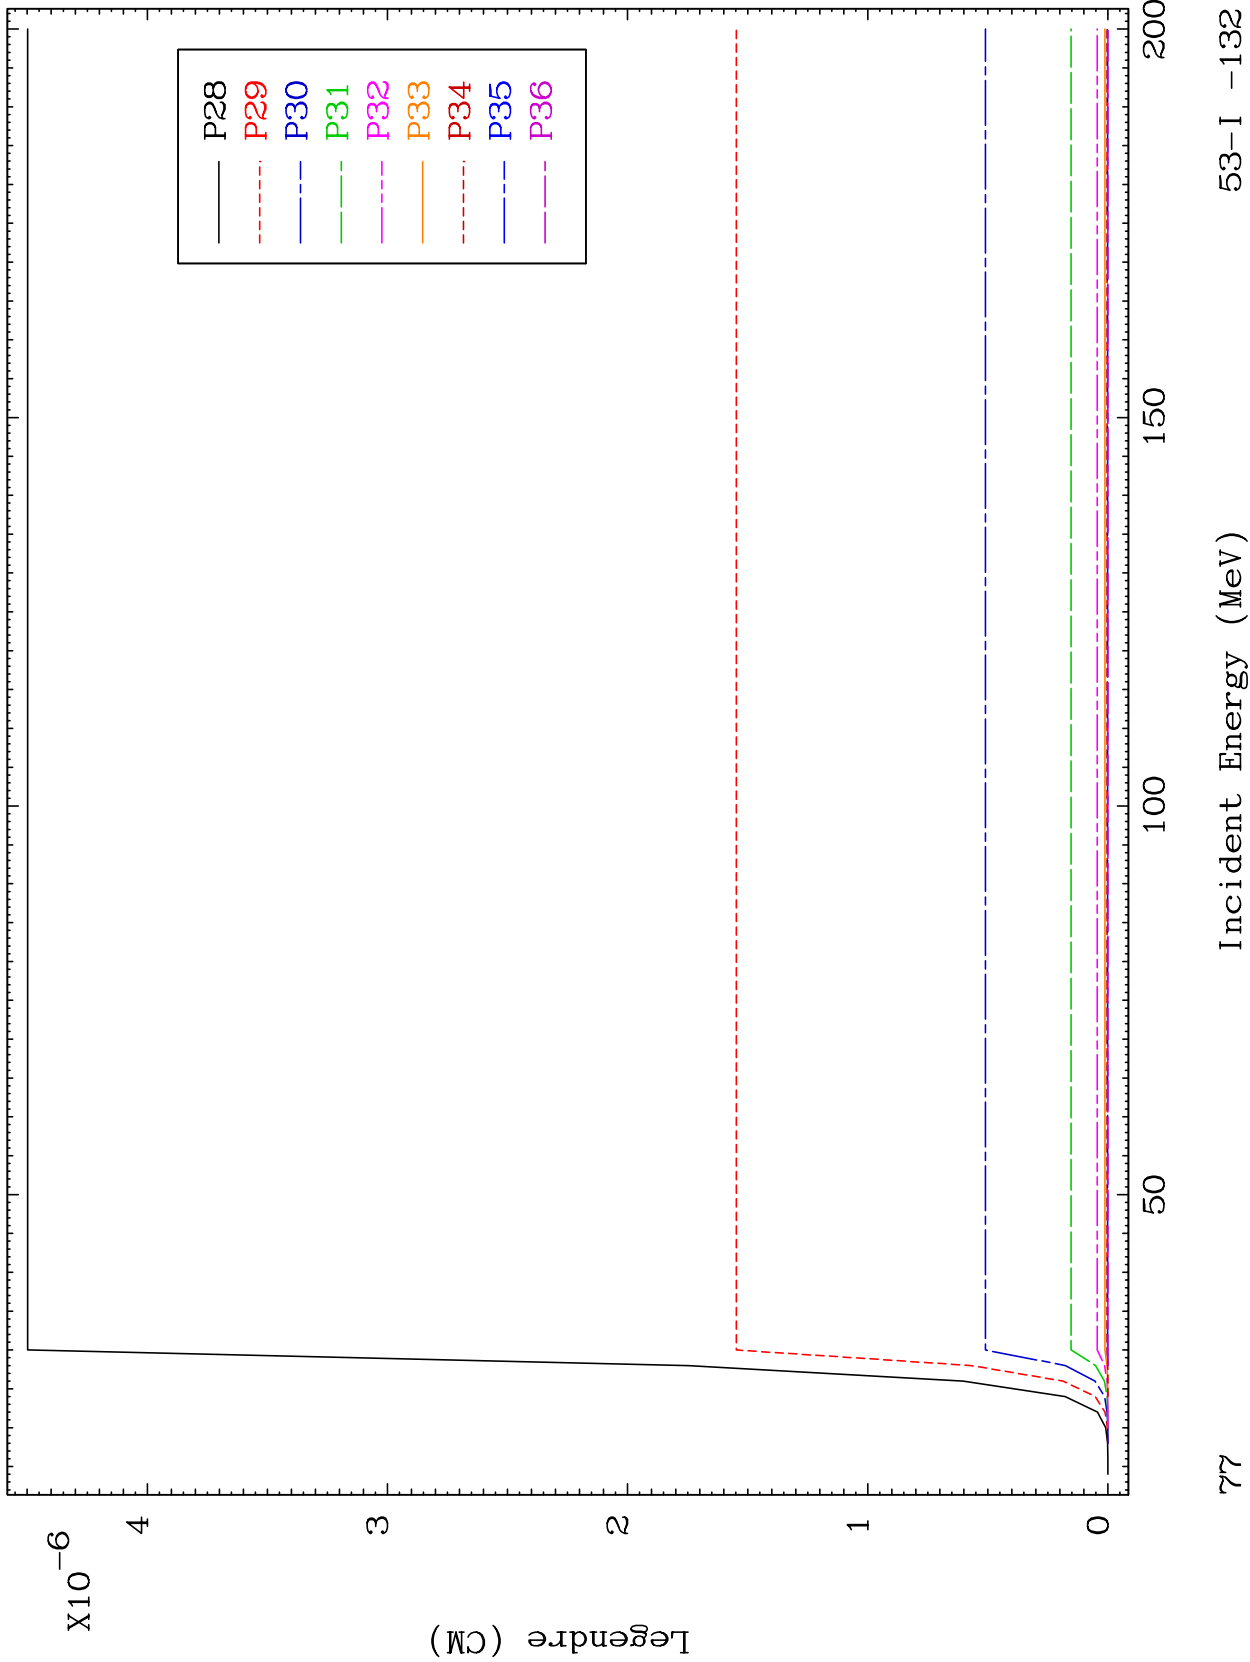 X10-6
Legendre (CM)
4
3
2
1
0
P28
P29
P30
P31
P32
P33
P34
P35
P36
50
100
150
200
77
Incident Energy (MeV)
53-I -132